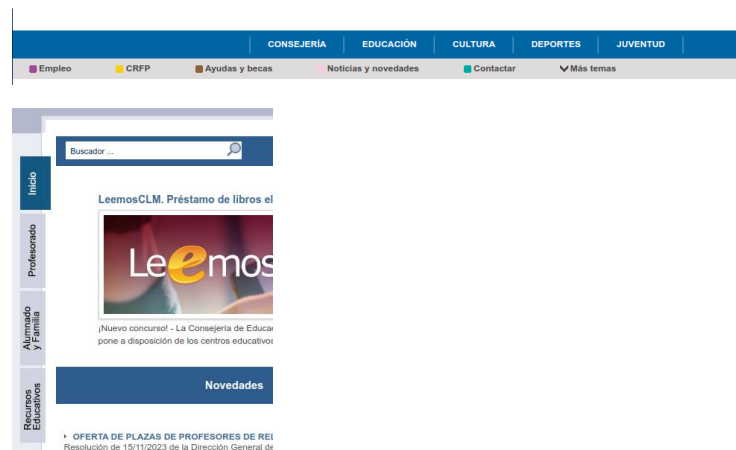 CONSEJERÍA EDUCACIÓN CULTURA DEPORTES JUVENTUD
Empleo CRFP Ayudas y becas Noticias y novedades Contactar Más temas
Buscador ...
Inicio
Profesorado
Alumnado
y Familia
Recursos
Educativos
LeemosCLM. Préstamo de libros el
Leemos
¡Nuevo concurso! - La Consejería de Educa
pone a disposición de los centros educativos
Novedades
OFERTA DE PLAZAS DE PROFESORES DE REL
Resolución de 15/11/2023 de la Dirección General de